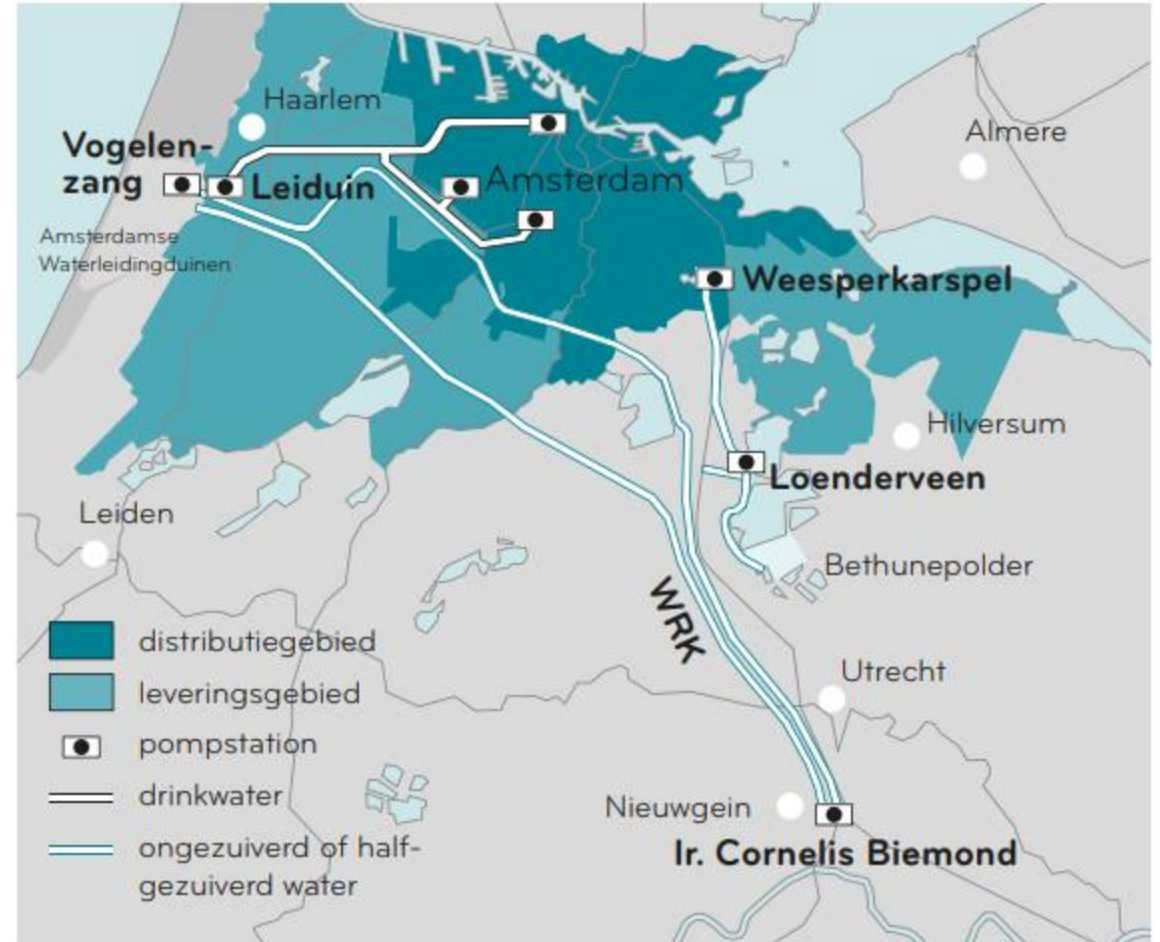 Haarlem
Vogelen-
zang
Leiduin
Amsterdamse
Waterleidingduinen
Amsterdam
Almere
Weesperkarspel
Hilversum
Loenderveen
Leiden
Bethunepolder
WRK
Utrecht
Nieuwgein
Ir. Cornelis Biemond
distributiegebied
leveringsgebied
pompstation
drinkwater
ongezuiverd of half-
gezuiverd water